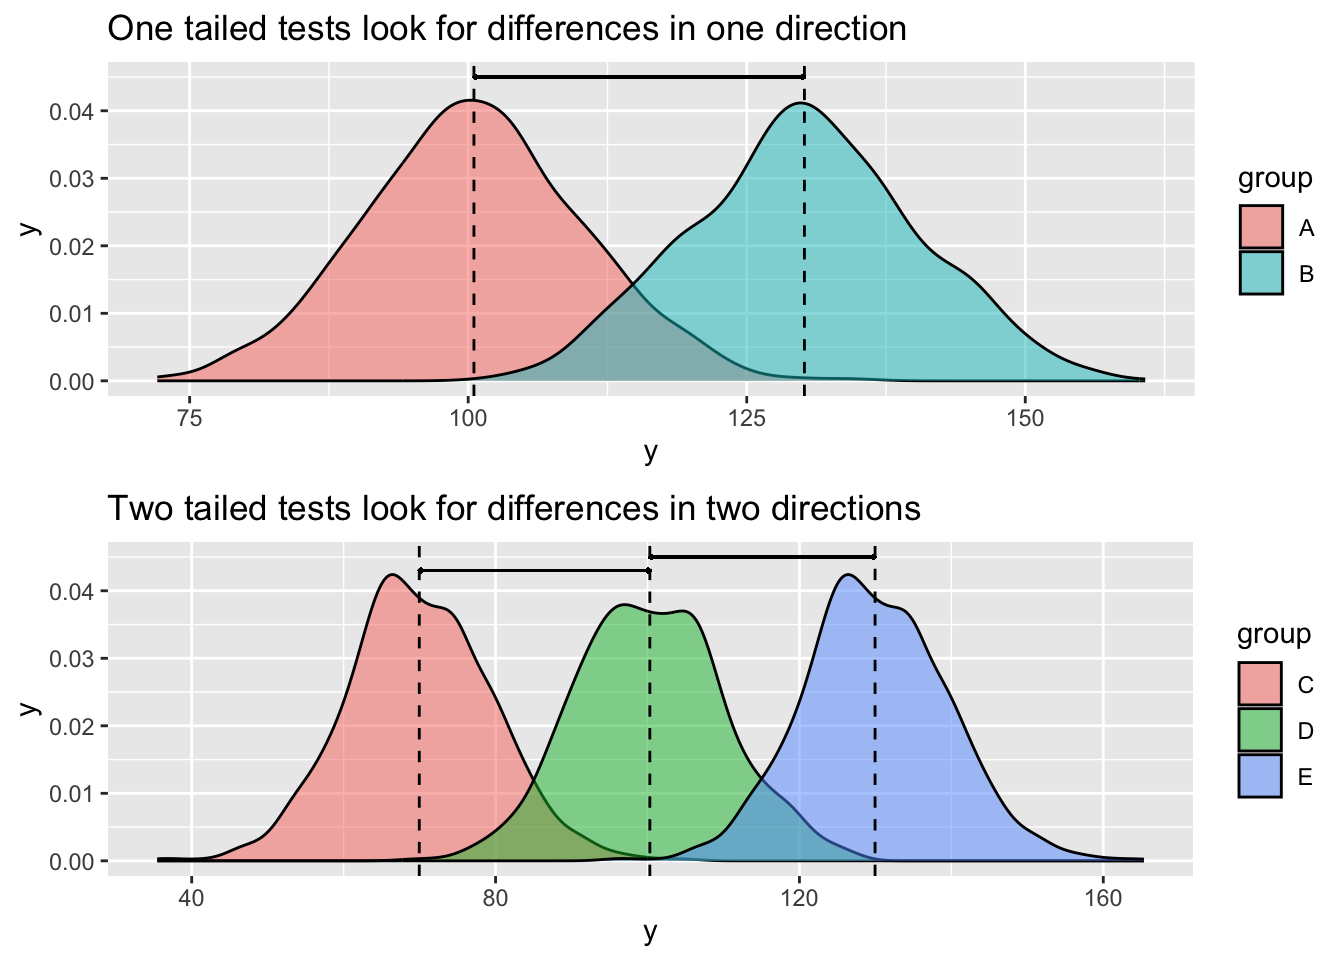 One tailed tests look for differences in one direction
y
0.04
0.03
0.02
0.01
0.00
75 100 125 150
y
group
A
B
Two tailed tests look for differences in two directions
y
0.04
0.03
0.02
0.01
0.00
40 80 120 160
y
group
C
D
E